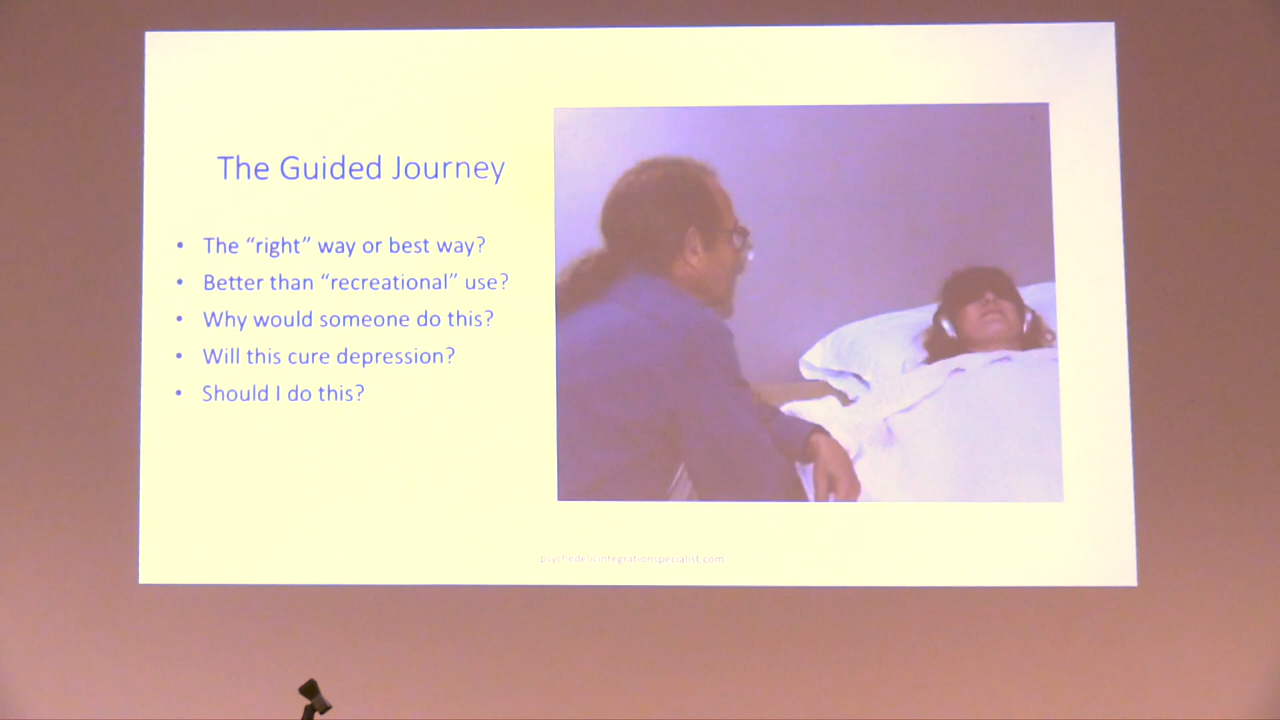 The Guided Journey
• The “right” way or best way?
• Better than “recreational” use?
• Why would someone do this?
• Will this cure depression?
• Should I do this?
psychedelicintegrationspecialist.com